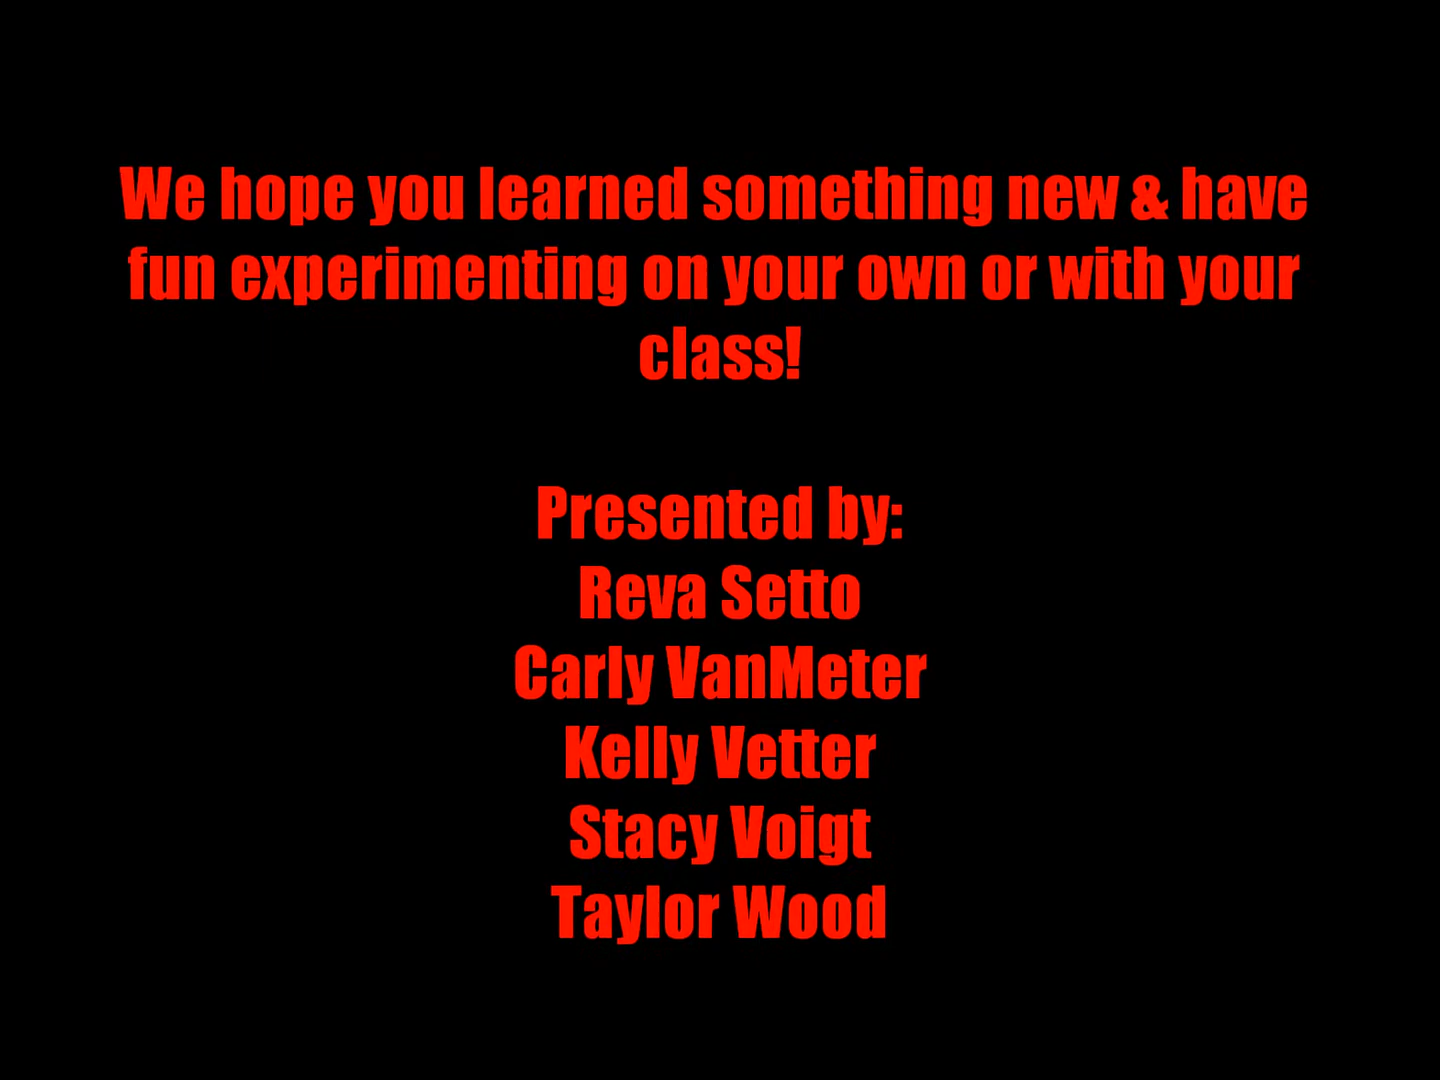 We hope you learned something new & have
fun experimenting on your own or with your
class!
Presented by:
Reva Setto
Carly VanMeter
Kelly Vetter
Stacy Voigt
Taylor Wood